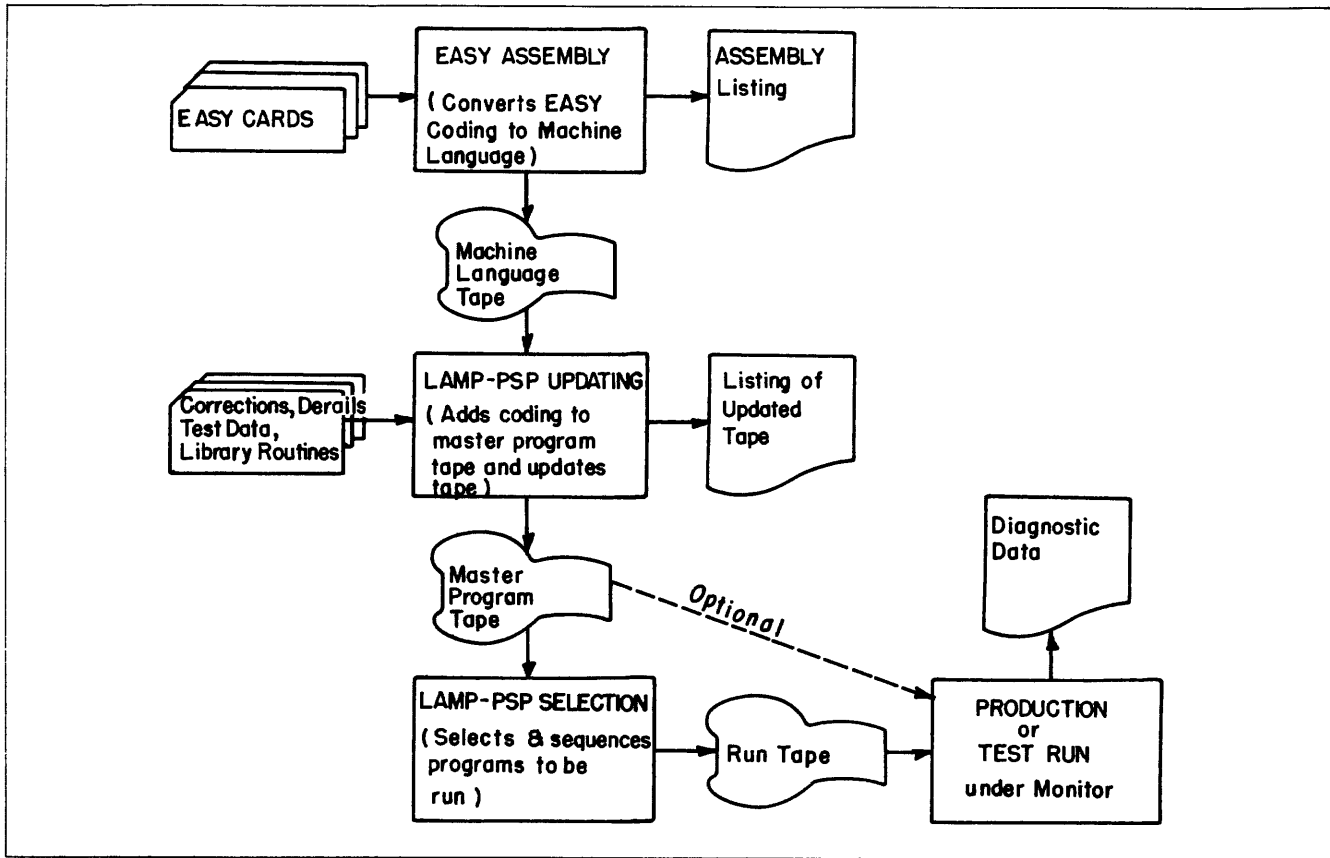 EASY CARDS
EASY ASSEMBLY
( Converts EASY
Coding to Machine
Language )
ASSEMBLY
Listing
Machine
Language
Tape
Corrections, Derails
Test Data,
Library Routines
LAMP-PSP UPDATING
( Adds coding to
master program
tape and updates
tape )
Listing of
Updated
Tape
Master
Program
Tape
Optional
Diagnostic
Data
LAMP-PSP SELECTION
( Selects & sequences
programs to be
run )
Run Tape
PRODUCTION
or
TEST RUN
under Monitor